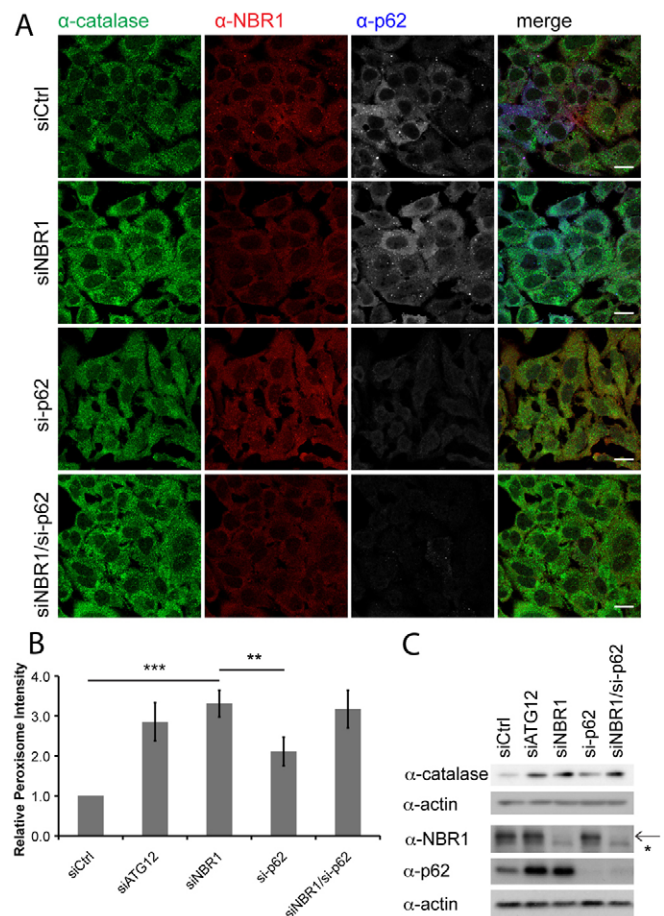 A
α-catalase α-NBR1 α-p62 merge
siCtrl
siNBR1
si-p62
siNBR1/si-p62
B
Relative Peroxisome Intensity
4.0
3.0
2.0
1.0
0.0
***
**
siCtrl
siATG12
siNBR1
si-p62
siNBR1/si-p62
C
siCtrl
siATG12
siNBR1
si-p62
siNBR1/si-p62
α-catalase
α-actin
α-NBR1
*
α-p62
α-actin